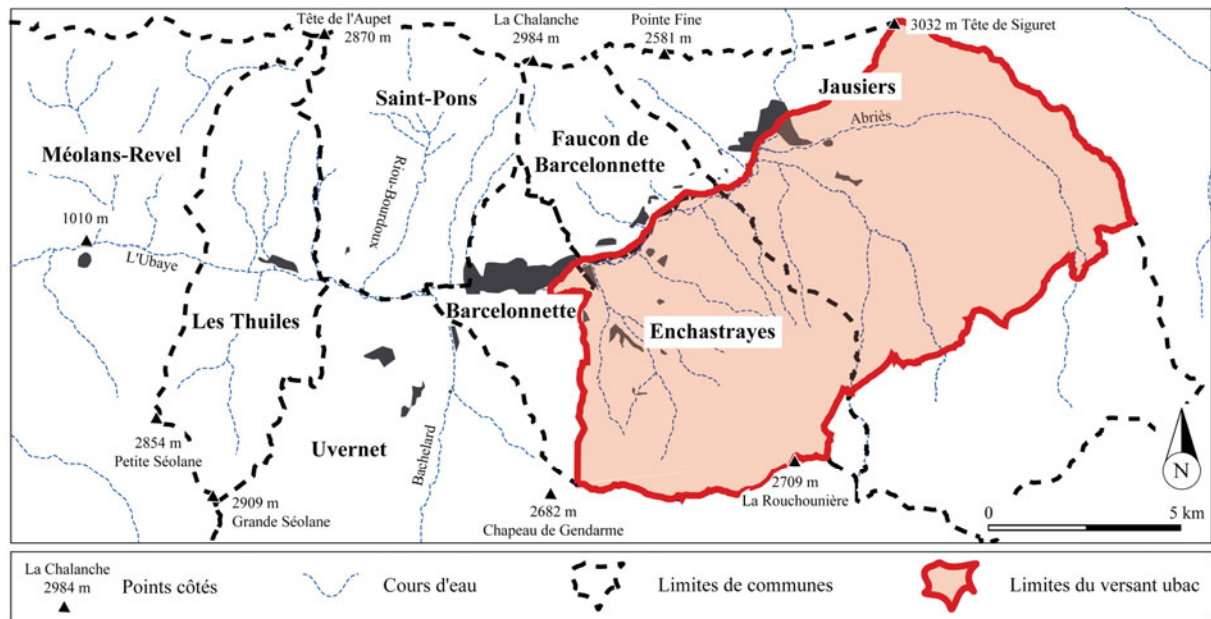 Tête de l'Aupet
2870 m
La Chalanche
2984 m
Pointe Fine
2581 m
3032 m Tête de Siguret
Jausiers
Saint-Pons
Abriès
Faucon de
Barcelonnette
Méolans-Revel
Riou-Bourdoux
1010 m
L'Ubaye
Les Thuiles
Barcelonnette
Enchastrayes
2854 m
Petite Séolane
Uvernet
Bachelard
2709 m
La Rouchounière
N
2909 m
Grande Séolane
2682 m
Chapeau de Gendarme
0
5 km
La Chalanche
2984 m
Points côtés
Cours d'eau
Limites de communes
Limites du versant ubac